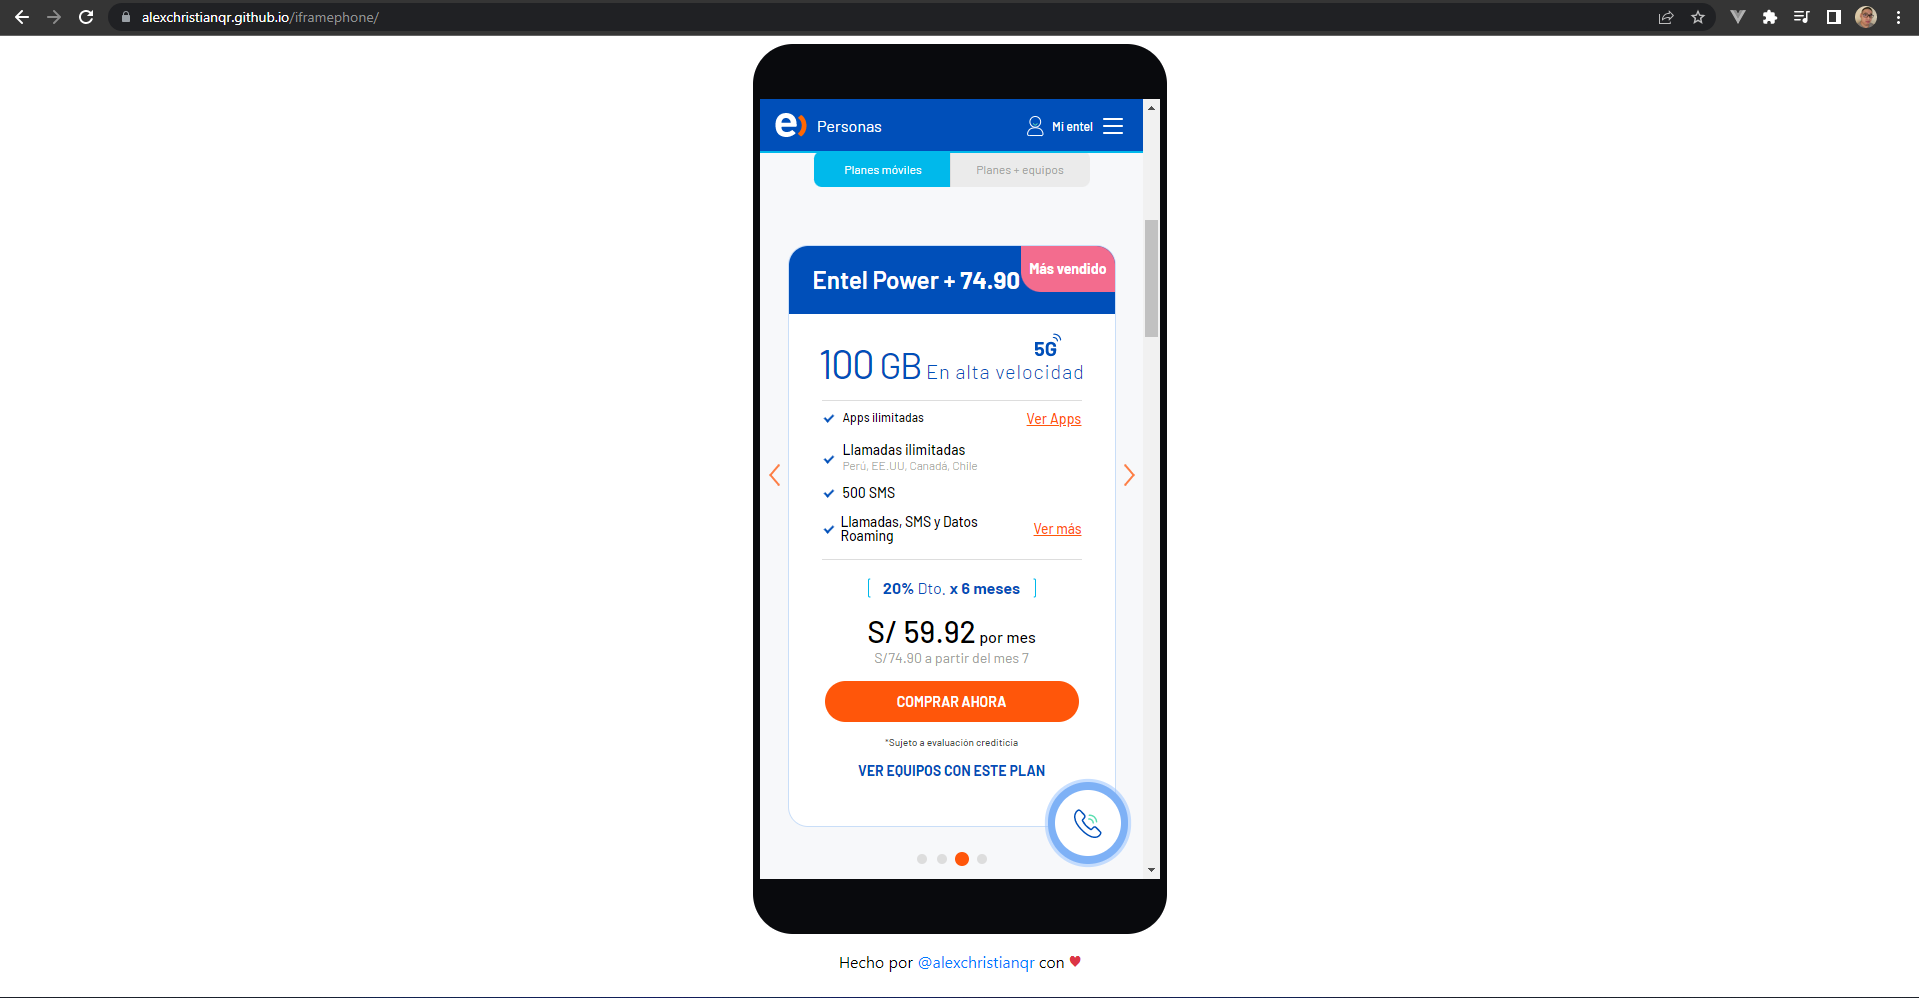 alexchristianqr.github.io/iframephone/
e) Personas
Mi entel
Planes móviles
Planes + equipos
Entel Power + 74.90
Más vendido
5G
100 GB En alta velocidad
Apps ilimitadas
Ver Apps
Llamadas ilimitadas
Perú, EE.UU, Canadá, Chile
500 SMS
Llamadas, SMS y Datos
Roaming
Ver más
20% Dto. x 6 meses
S/ 59.92 por mes
S/74.90 a partir del mes 7
COMPRAR AHORA
*Sujeto a evaluación crediticia
VER EQUIPOS CON ESTE PLAN
Hecho por @alexchristianqr con ♥